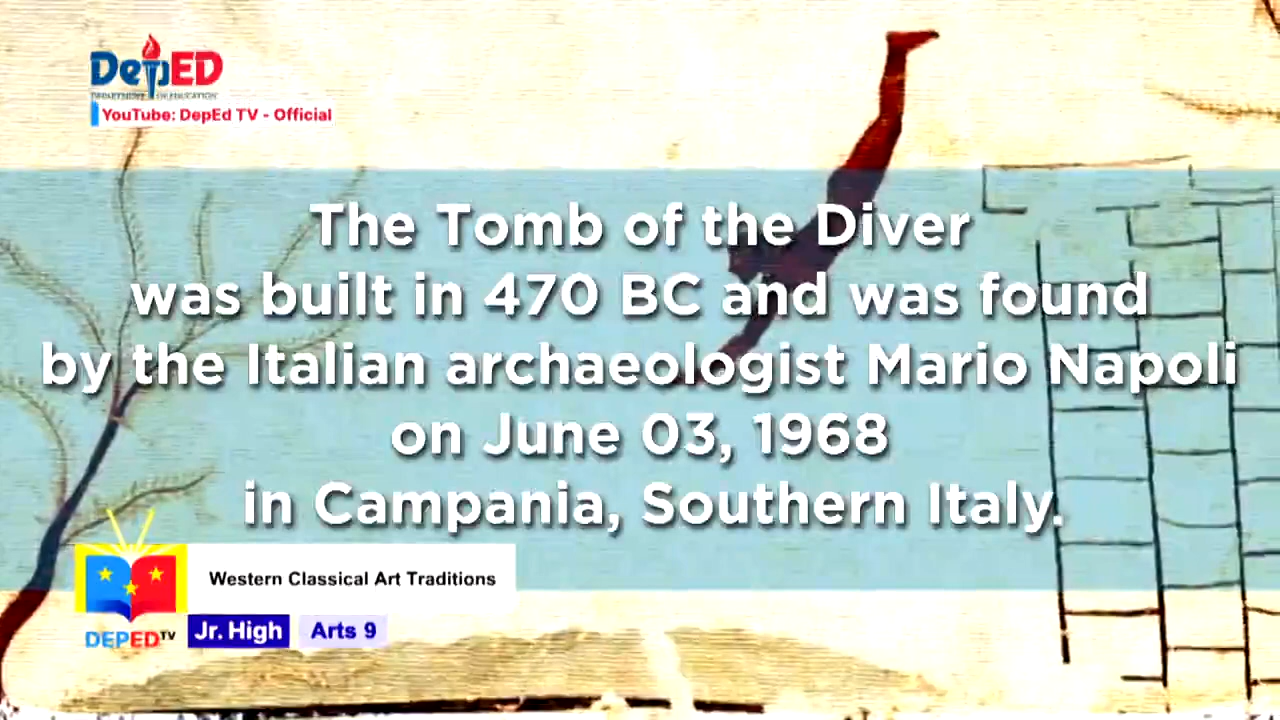 DepED
DEPARTMENT OF EDUCATION
YouTube: DepEd TV - Official
The Tomb of the Diver
was built in 470 BC and was found
by the Italian archaeologist Mario Napoli
on June 03, 1968
in Campania, Southern Italy.
Western Classical Art Traditions
DEPED TV
Jr. High
Arts 9